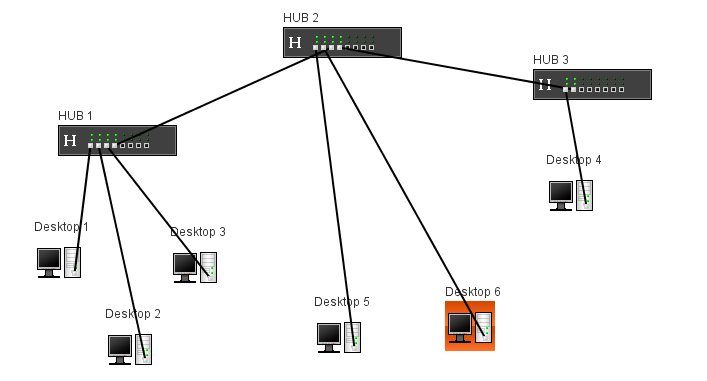 HUB 2
H
HUB 3
H
HUB 1
H
Desktop 4
Desktop 1
Desktop 3
Desktop 6
Desktop 5
Desktop 2